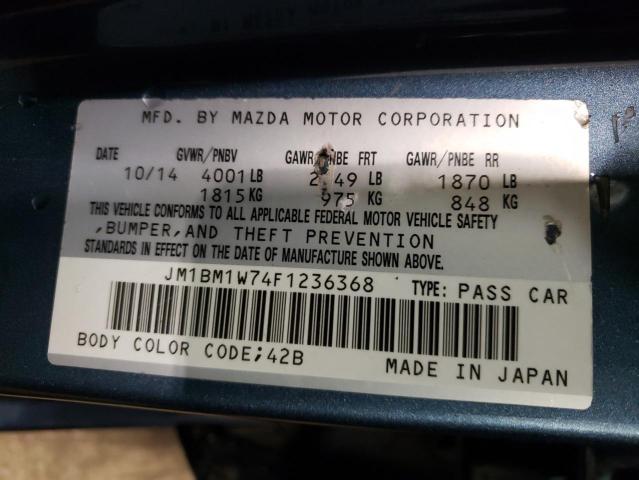 MFD. BY MAZDA MOTOR CORPORATION
DATE GVWR/PNBV GAWR/PNBE FRT GAWR/PNBE RR
10/14 4001 LB LB 1870 LB
1815 KG 975 KG 848 KG
THIS VEHICLE CONFORMS TO ALL APPLICABLE FEDERAL MOTOR VEHICLE SAFETY
,BUMPER,AND THEFT PREVENTION
STANDARDS IN EFFECT ON THE DATE OF MANUFACTURE SHOWN ABOVE.
JM1BM1W74F1236368 TYPE: PASS CAR
BODY COLOR CODE;42B MADE IN JAPAN